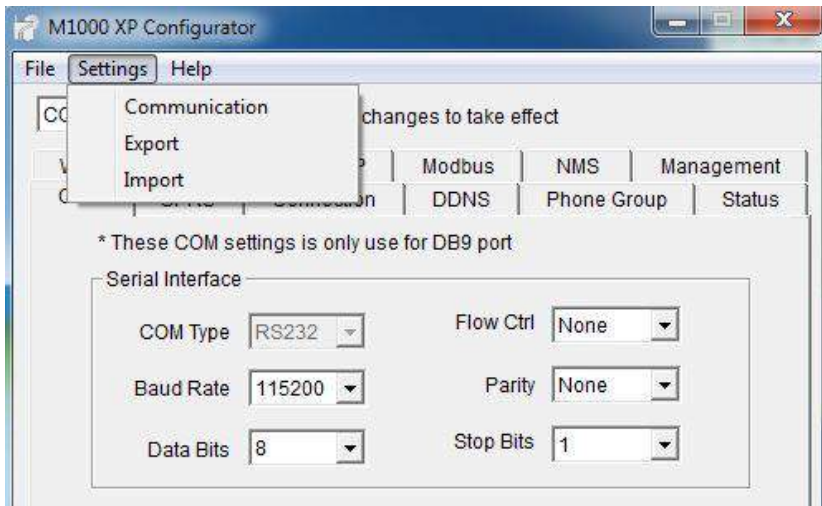 M1000 XP Configurator
File Settings Help
Communication
Export
Import
changes to take effect
Modbus NMS Management
DDNS Phone Group Status
* These COM settings is only use for DB9 port
Serial Interface
COM Type RS232 Flow Ctrl None
Baud Rate 115200 Parity None
Data Bits 8 Stop Bits 1